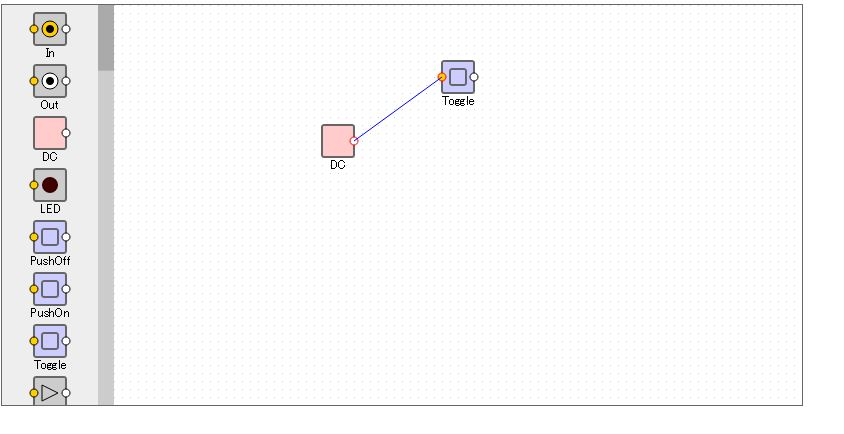 In
Out
DC
LED
PushOff
PushOn
Toggle
Toggle
DC